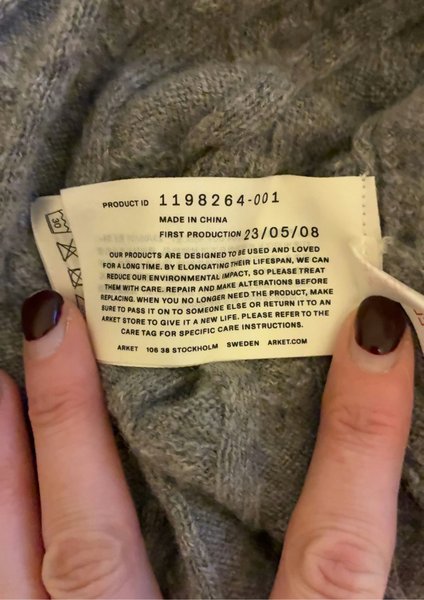 PRODUCT ID 1198264-001
MADE IN CHINA
FIRST PRODUCTION 23/05/08
OUR PRODUCTS ARE DESIGNED TO BE USED AND LOVED
FOR A LONG TIME. BY ELONGATING THEIR LIFESPAN, WE CAN
REDUCE OUR ENVIRONMENTAL IMPACT, SO PLEASE TREAT
THEM WITH CARE. REPAIR AND MAKE ALTERATIONS BEFORE
REPLACING. WHEN YOU NO LONGER NEED THE PRODUCT, MAKE
SURE TO PASS IT ON TO SOMEONE ELSE OR RETURN IT TO AN
ARKET STORE TO GIVE IT A NEW LIFE. PLEASE REFER TO THE
CARE TAG FOR SPECIFIC CARE INSTRUCTIONS.
ARKET 106 38 STOCKHOLM SWEDEN ARKET.COM
30